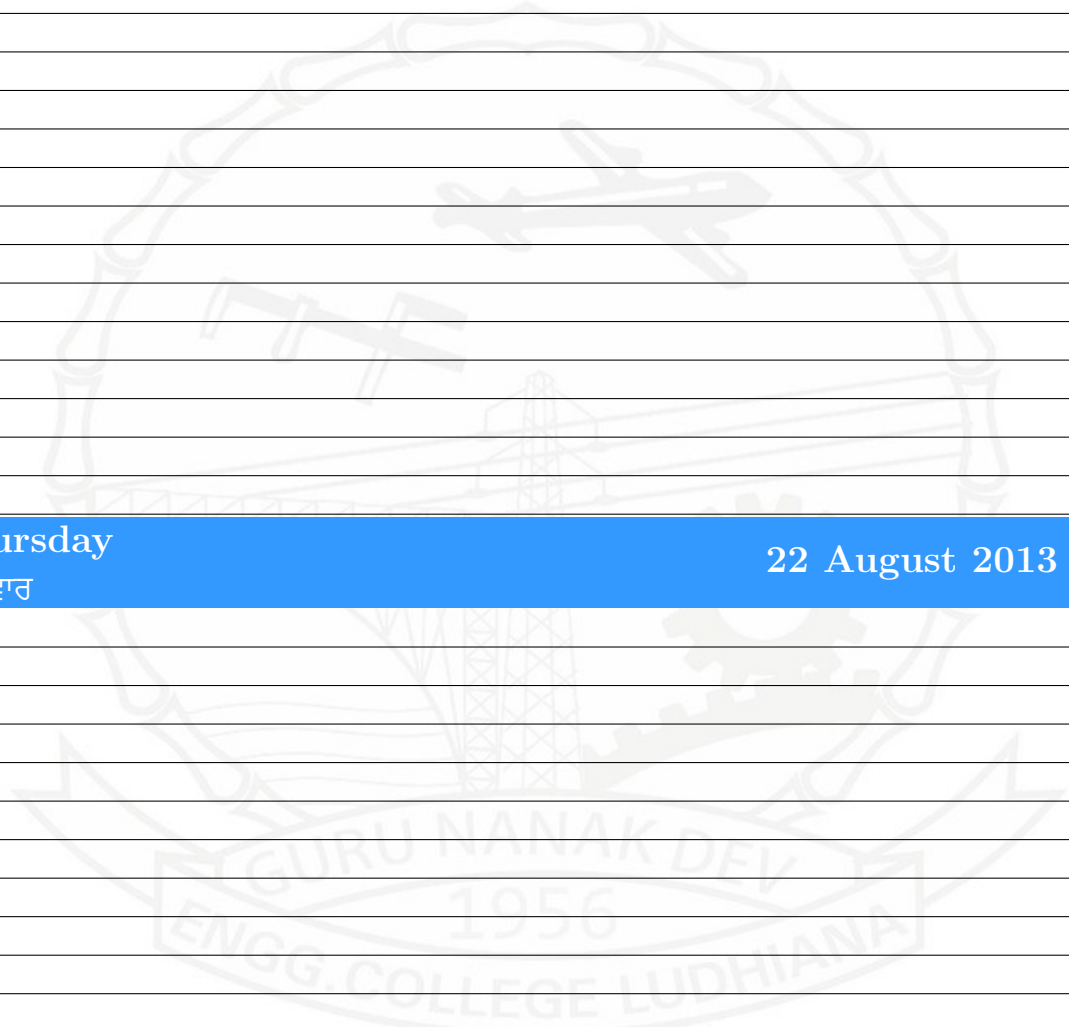 ursday
22 August 2013
ਵਾਰ
GURU NANAK DEV
1956
ENGG.COLLEGE LUDHIANA